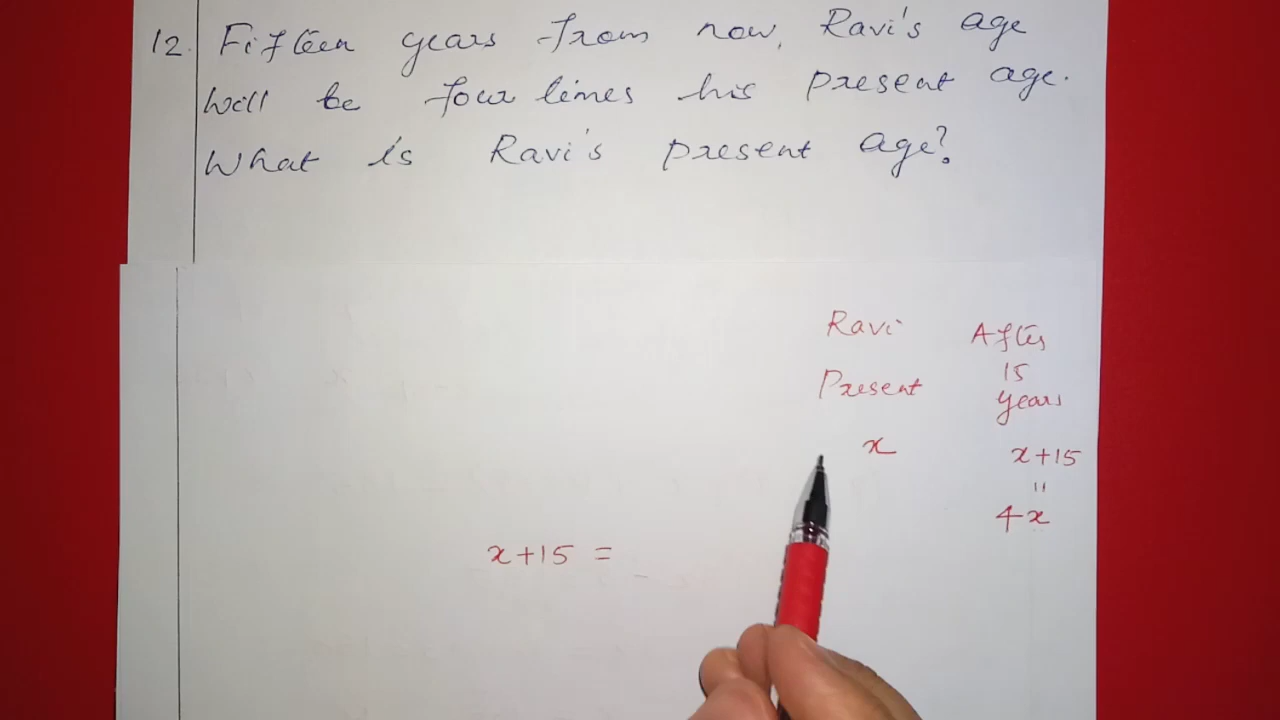 12. Fifteen years from now, Ravi's age
will be four times his present age.
What is Ravi's present age?
Ravi
Present
x
After
15
years
x+15
=
4x
x+15 =